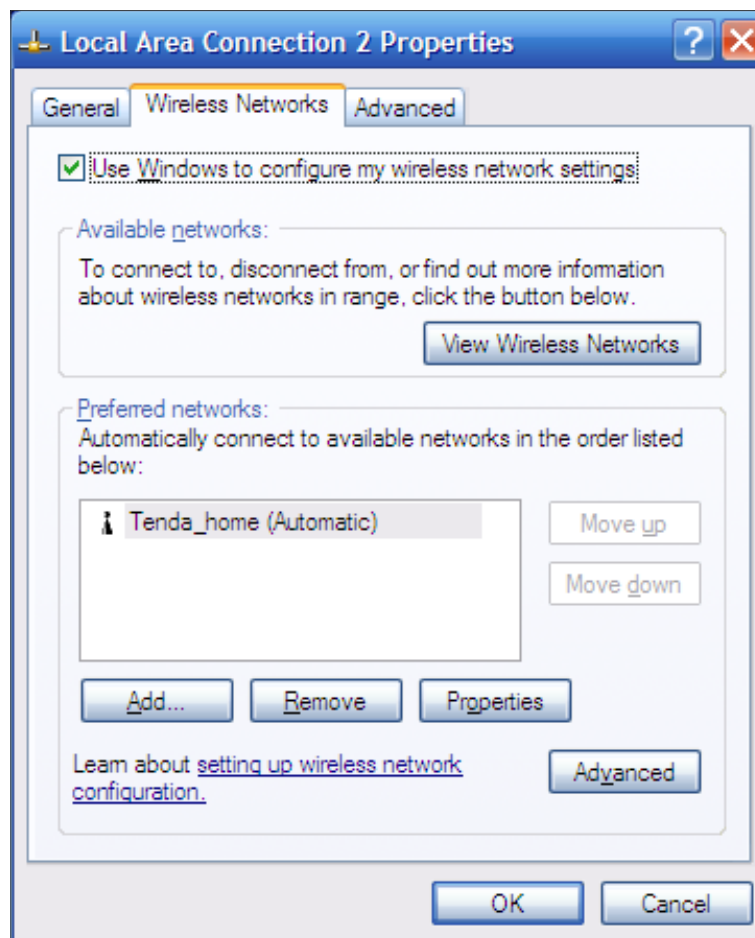 Local Area Connection 2 Properties
General
Wireless Networks
Advanced
Use Windows to configure my wireless network settings
Available networks:
To connect to, disconnect from, or find out more information
about wireless networks in range, click the button below.
View Wireless Networks
Preferred networks:
Automatically connect to available networks in the order listed
below:
Tenda_home (Automatic)
Move up
Move down
Add...
Remove
Properties
Learn about setting up wireless network
configuration.
Advanced
OK
Cancel